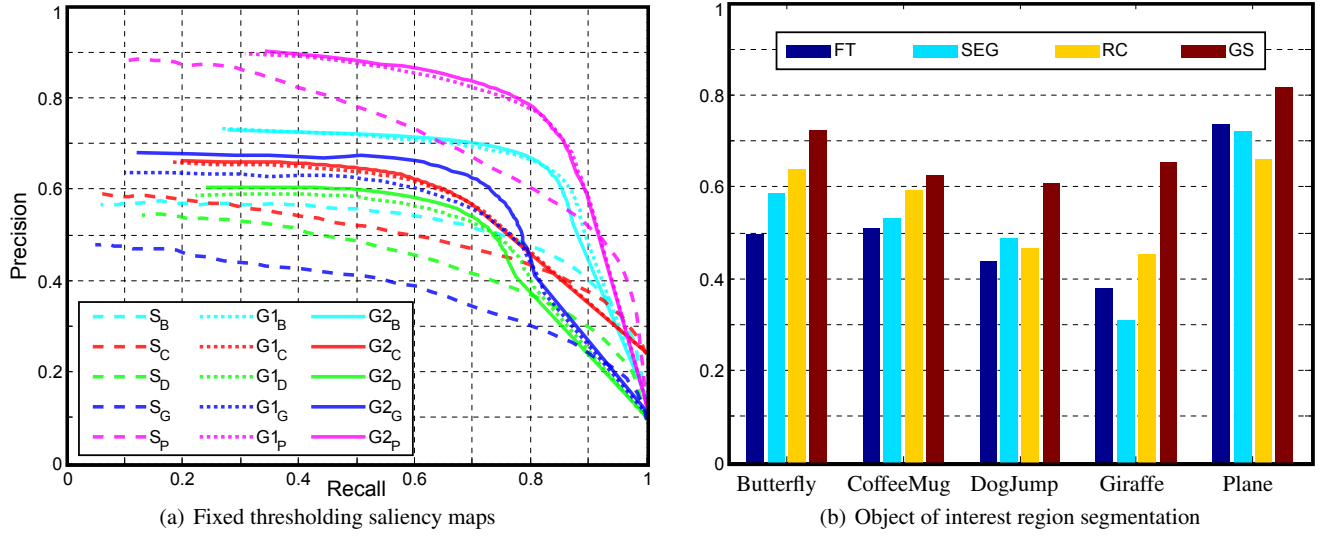 Precision
1
0.8
0.6
0.4
0.2
0
S_B G1_B G2_B
S_C G1_C G2_C
S_D G1_D G2_D
S_G G1_G G2_G
S_P G1_P G2_P
0 0.2 0.4 0.6 0.8 1
Recall
(a) Fixed thresholding saliency maps
1
0.8
0.6
0.4
0.2
0
FT SEG RC GS
Butterfly CoffeeMug DogJump Giraffe Plane
(b) Object of interest region segmentation